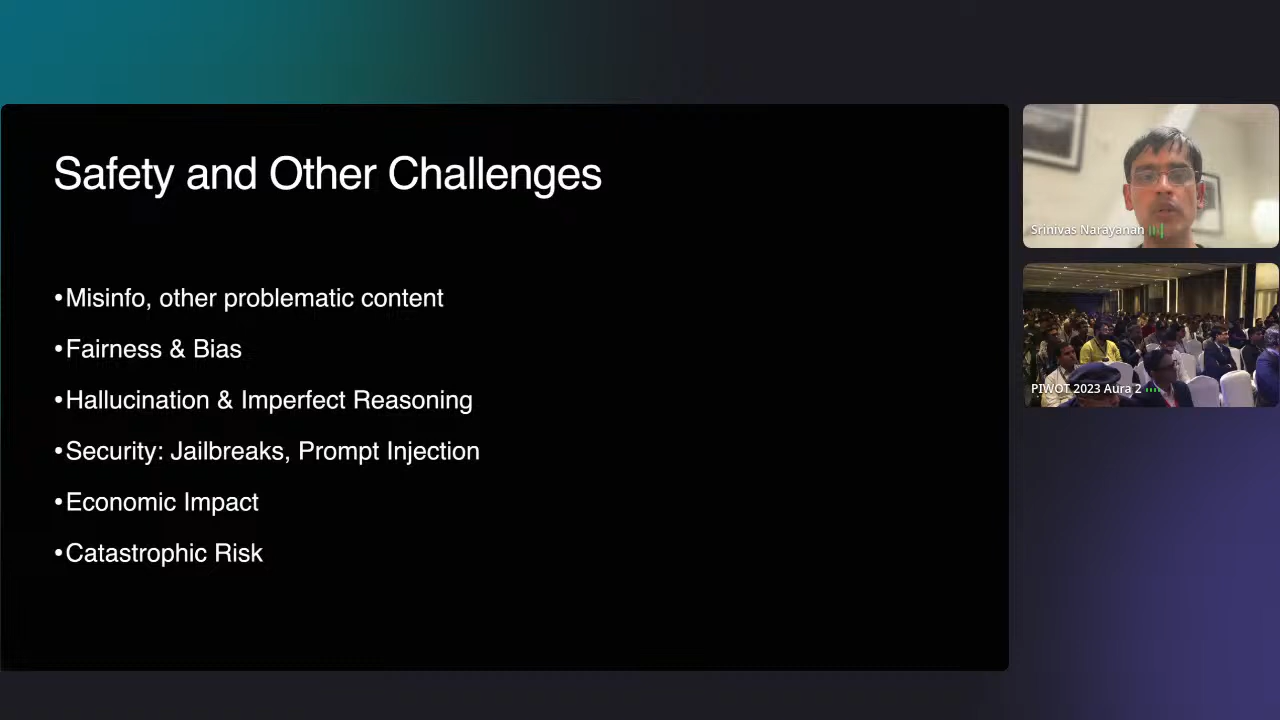 Safety and Other Challenges
•Misinfo, other problematic content
•Fairness & Bias
•Hallucination & Imperfect Reasoning
•Security: Jailbreaks, Prompt Injection
•Economic Impact
•Catastrophic Risk
Srinivas Narayanan
PIWOT 2023 Aura 2